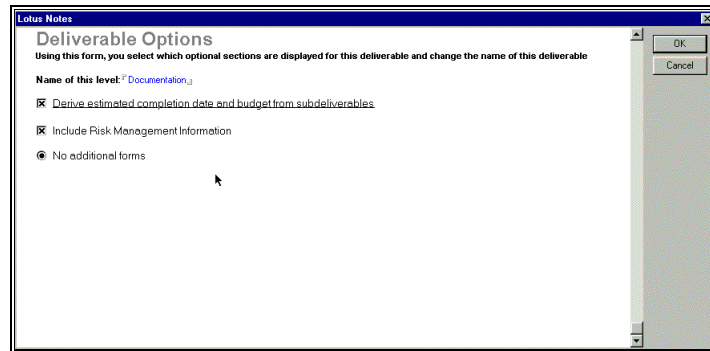 Lotus Notes
Deliverable Options
OK
Using this form, you select which optional sections are displayed for this deliverable and change the name of this deliverable
Cancel
Name of this level: Documentation
Derive estimated completion date and budget from subdeliverables
Include Risk Management Information
No additional forms